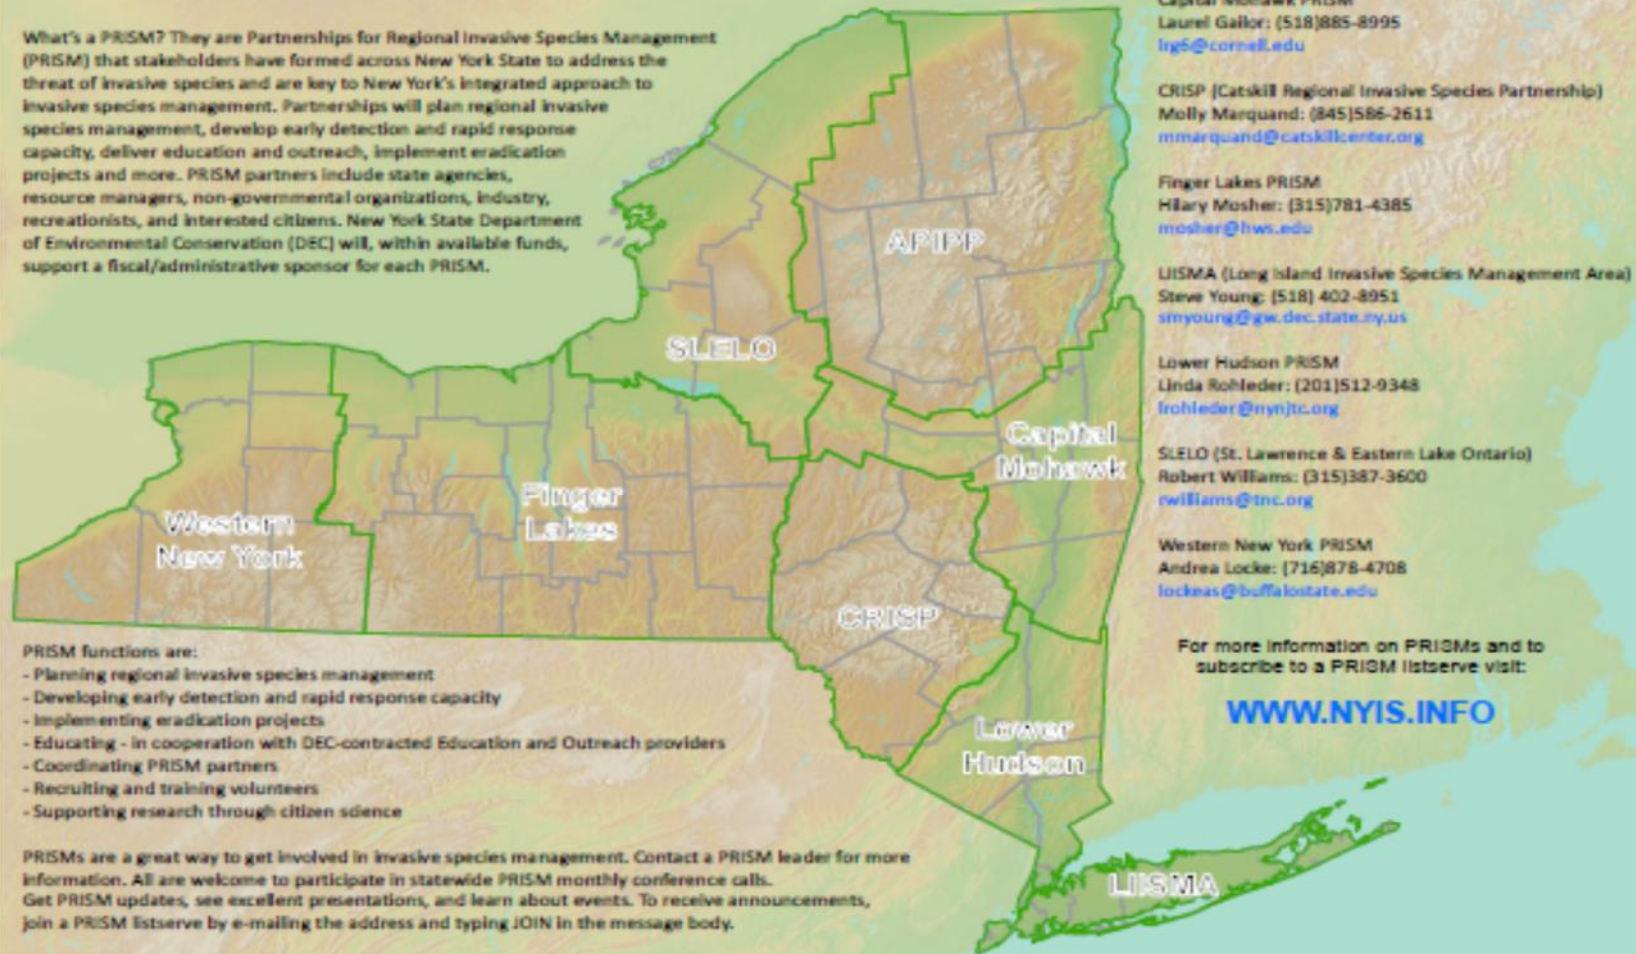 What's a PRISM? They are Partnerships for Regional Invasive Species Management
(PRISM) that stakeholders have formed across New York State to address the
threat of invasive species and are key to New York's integrated approach to
invasive species management. Partnerships will plan regional invasive
species management, develop early detection and rapid response
capacity, deliver education and outreach, implement eradication
projects and more. PRISM partners include state agencies,
resource managers, non-governmental organizations, industry,
recreationists, and interested citizens. New York State Department
of Environmental Conservation (DEC) will, within available funds,
support a fiscal/administrative sponsor for each PRISM.
APIPP
SLELO
Capital
Mohawk
Finger
Lakes
Western
New York
CRISP
Lower
Hudson
LIISMA
PRISM functions are:
- Planning regional invasive species management
- Developing early detection and rapid response capacity
- Implementing eradication projects
- Educating - in cooperation with DEC-contracted Education and Outreach providers
- Coordinating PRISM partners
- Recruiting and training volunteers
- Supporting research through citizen science
PRISMs are a great way to get involved in invasive species management. Contact a PRISM leader for more
information. All are welcome to participate in statewide PRISM monthly conference calls.
Get PRISM updates, see excellent presentations, and learn about events. To receive announcements,
join a PRISM listserve by e-mailing the address and typing JOIN in the message body.
Capital Mohawk PRISM
Laurel Gailor: (518)885-8995
lrg6@cornell.edu
CRISP (Catskill Regional Invasive Species Partnership)
Molly Marquand: (845)586-2611
mmarquand@catskillcenter.org
Finger Lakes PRISM
Hilary Mosher: (315)781-4385
mosher@hws.edu
LIISMA (Long Island Invasive Species Management Area)
Steve Young: (518) 402-8951
smyoung@gw.dec.state.ny.us
Lower Hudson PRISM
Linda Rohleder: (201)512-9348
lrohleder@nynjtc.org
SLELO (St. Lawrence & Eastern Lake Ontario)
Robert Williams: (315)387-3600
rwilliams@tnc.org
Western New York PRISM
Andrea Locke: (716)878-4708
lockeas@buffalostate.edu
For more information on PRISMs and to
subscribe to a PRISM listserve visit:
WWW.NYIS.INFO